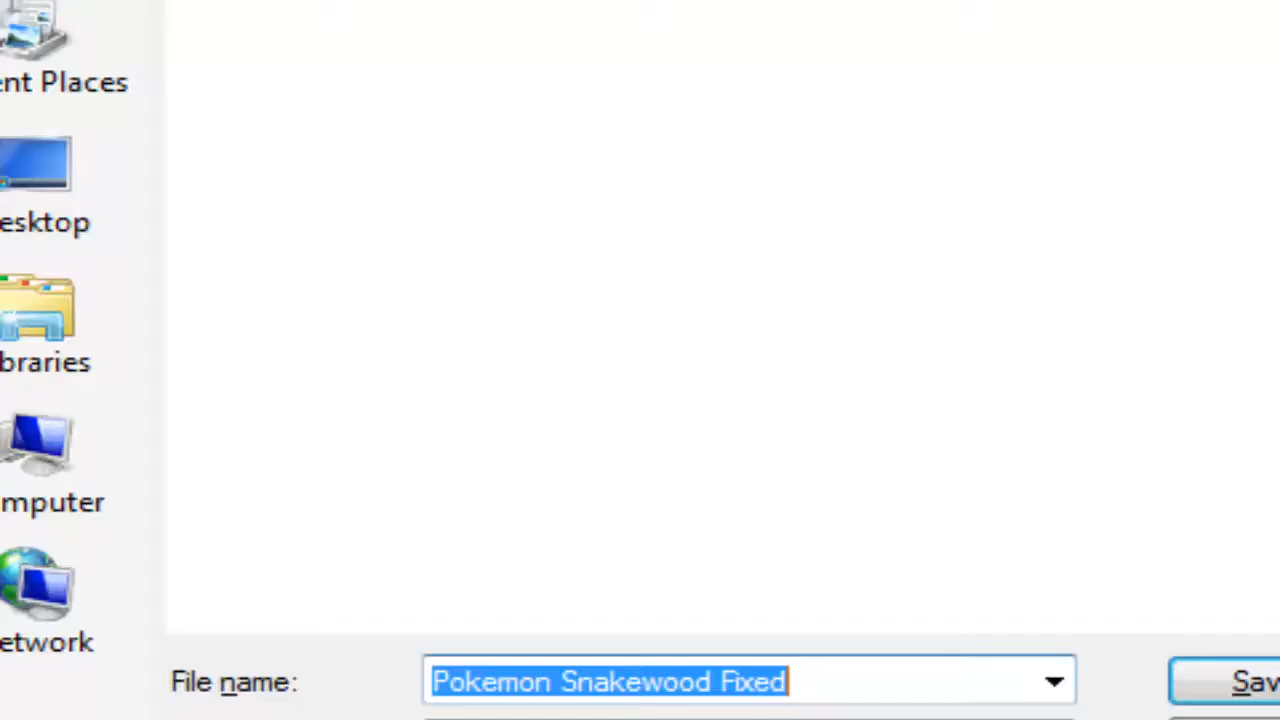 ent Places
esktop
braries
mputer
etwork
File name:
Pokemon Snakewood Fixed
Sav